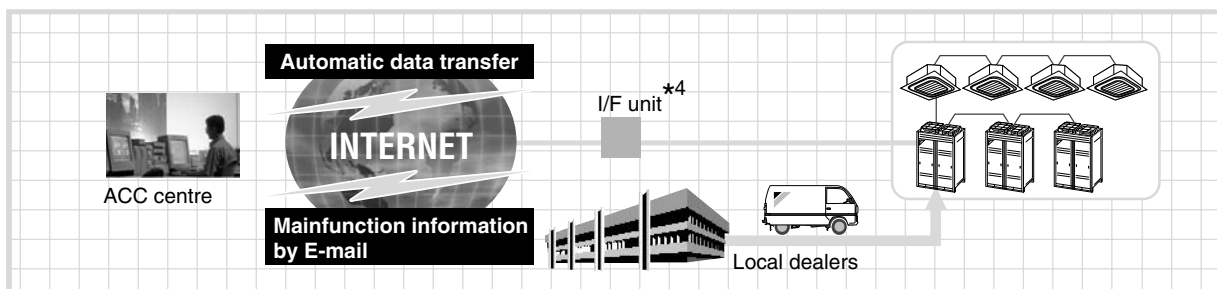 Automatic data transfer
I/F unit*4
INTERNET
ACC centre
Mainfunction information
by E-mail
Local dealers